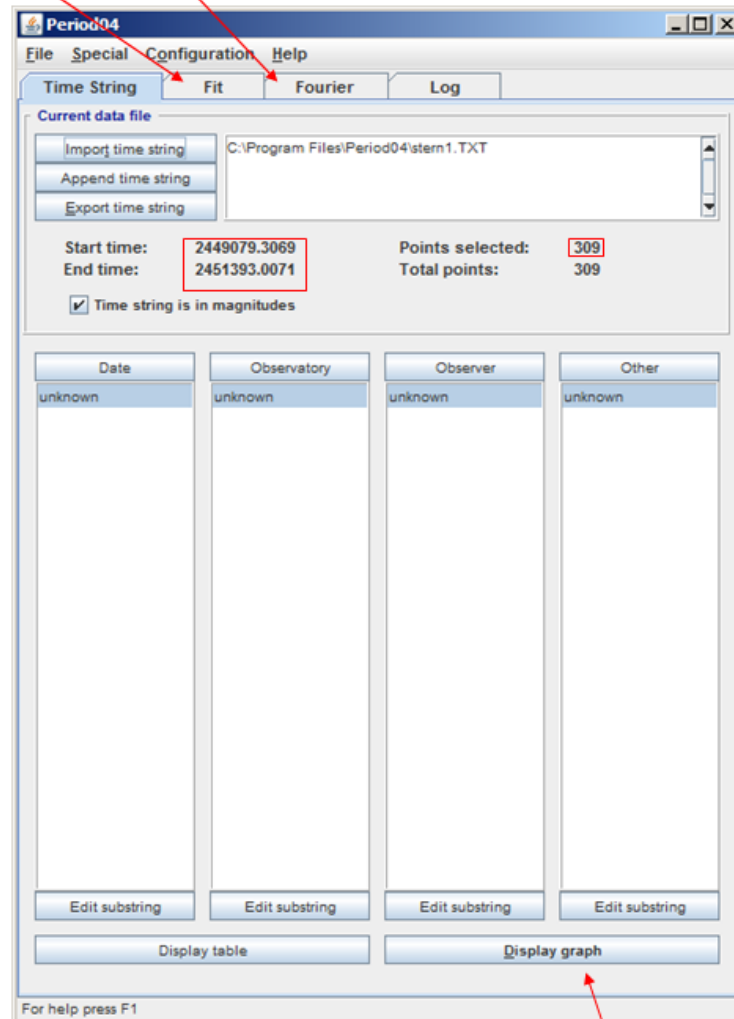 Period04
File Special Configuration Help
Time String Fit Fourier Log
Current data file
Import time string
C:\Program Files\Period04\stern1.TXT
Append time string
Export time string
Start time: 2449079.3069 Points selected: 309
End time: 2451393.0071 Total points: 309
Time string is in magnitudes
Date Observatory Observer Other
unknown unknown unknown unknown
Edit substring Edit substring Edit substring Edit substring
Display table Display graph
For help press F1